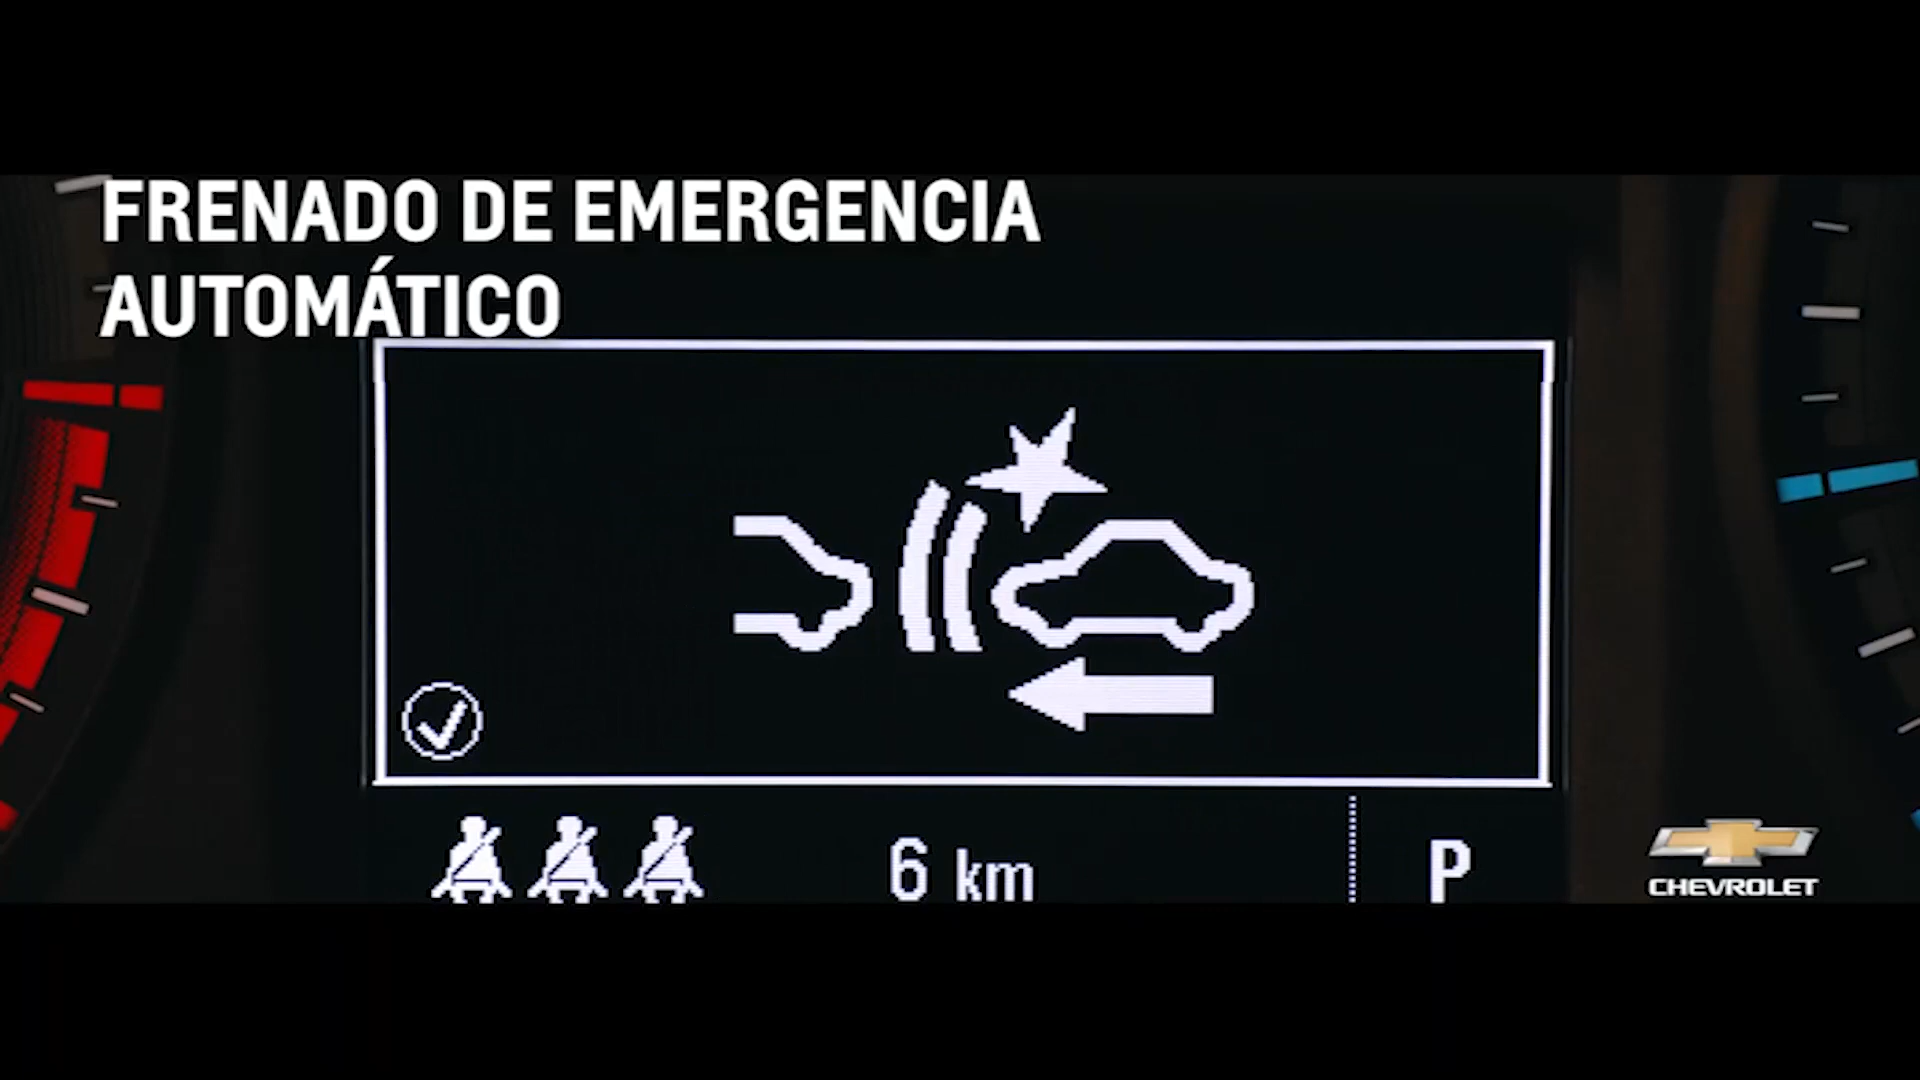 FRENADO DE EMERGENCIA
AUTOMÁTICO
6 km
P
CHEVROLET